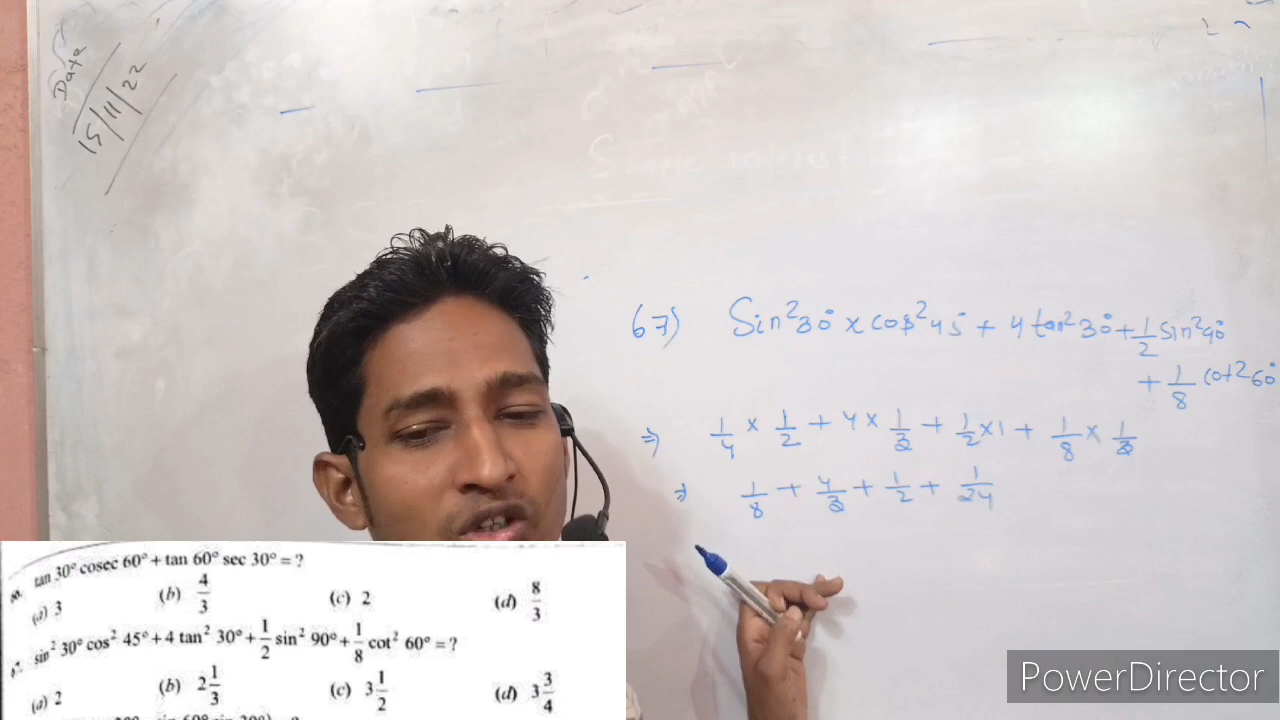 Date
15/11/22
67) Sin²30° x cos²45° + 4 tan²30° + 1/2 sin²90°
+ 1/8 cot²60°
⇒ 1/4 × 1/2 + 4 × 1/3 + 1/2 × 1 + 1/8 × 1/3
⇒ 1/8 + 4/3 + 1/2 + 1/24
tan 30° cosec 60° + tan 60° sec 30° = ?
(a) 3 (b) 4/3 (c) 2 (d) 8/3
sin² 30° cos² 45° + 4 tan² 30° + 1/2 sin² 90° + 1/8 cot² 60° = ?
(a) 2 (b) 2 1/3 (c) 3 1/2 (d) 3 3/4
PowerDirector